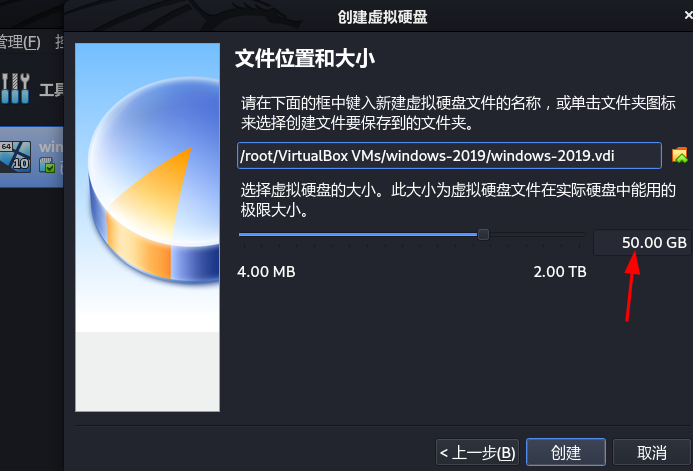 创建虚拟硬盘
管理(F) 控
文件位置和大小
工具
请在下面的框中键入新建虚拟硬盘文件的名称，或单击文件夹图标
来选择创建文件要保存到的文件夹。
64
win
10
/root/VirtualBox VMs/windows-2019/windows-2019.vdi
选择虚拟硬盘的大小。此大小为虚拟硬盘文件在实际硬盘中能用的
极限大小。
50.00 GB
4.00 MB
2.00 TB
< 上一步(B)
创建
取消